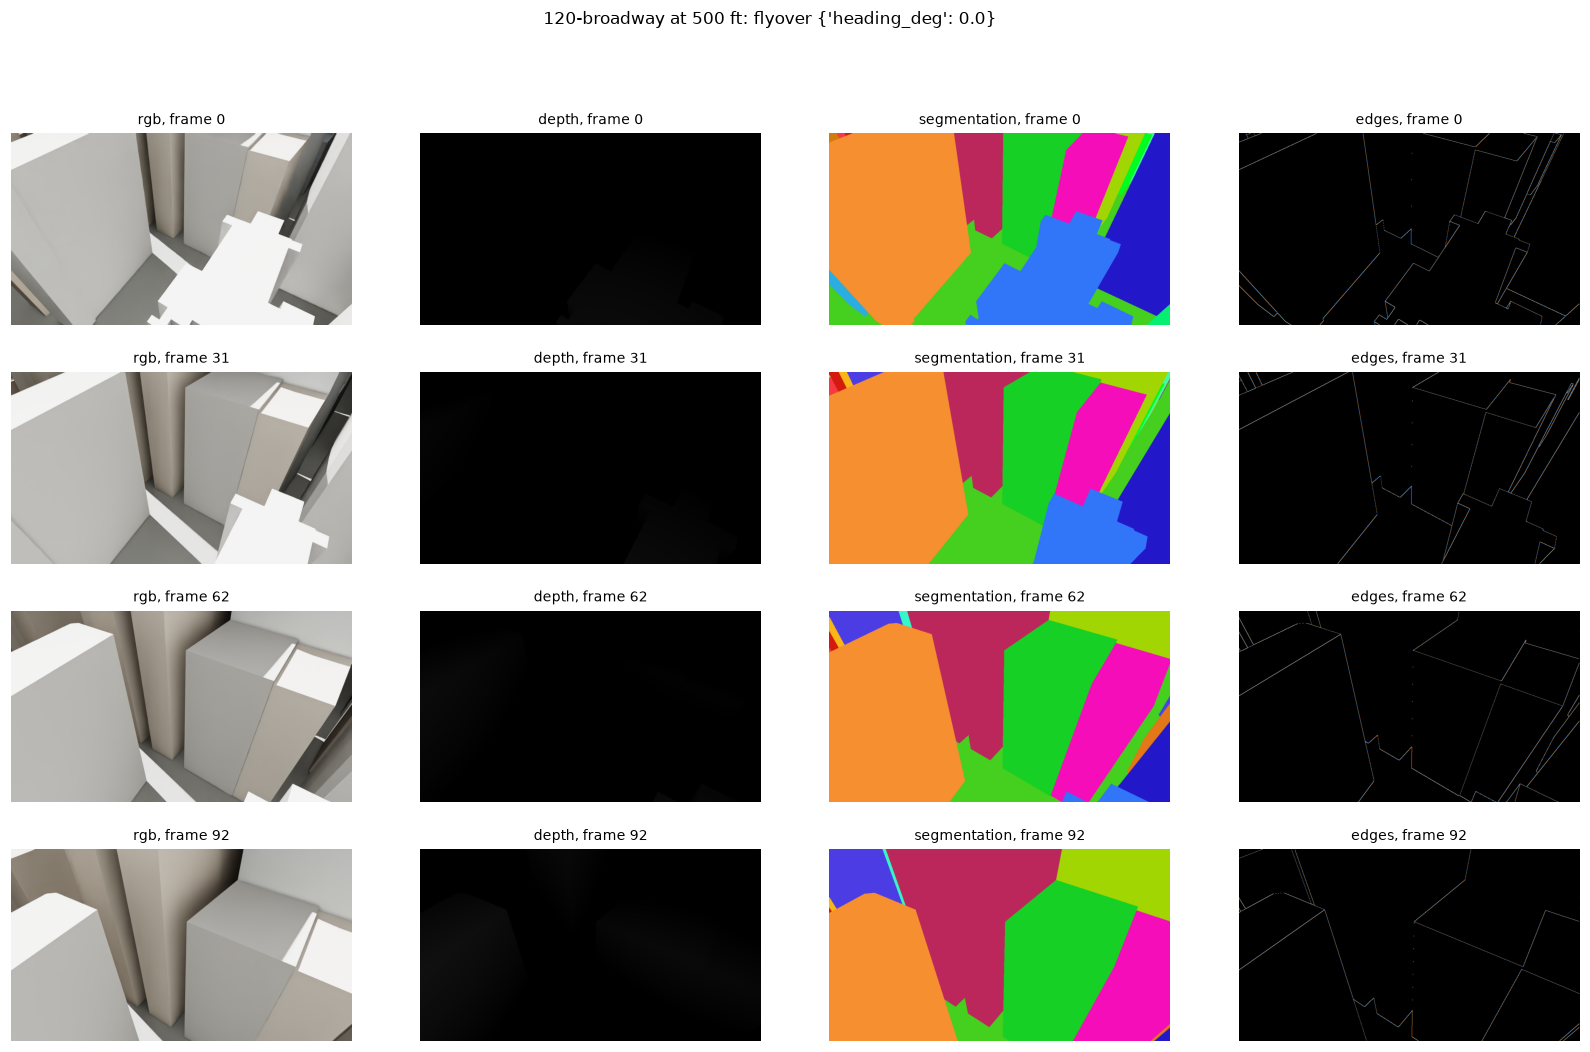 120-broadway at 500 ft: flyover {'heading_deg': 0.0}
rgb, frame 0
depth, frame 0
segmentation, frame 0
edges, frame 0
rgb, frame 31
depth, frame 31
segmentation, frame 31
edges, frame 31
rgb, frame 62
depth, frame 62
segmentation, frame 62
edges, frame 62
rgb, frame 92
depth, frame 92
segmentation, frame 92
edges, frame 92